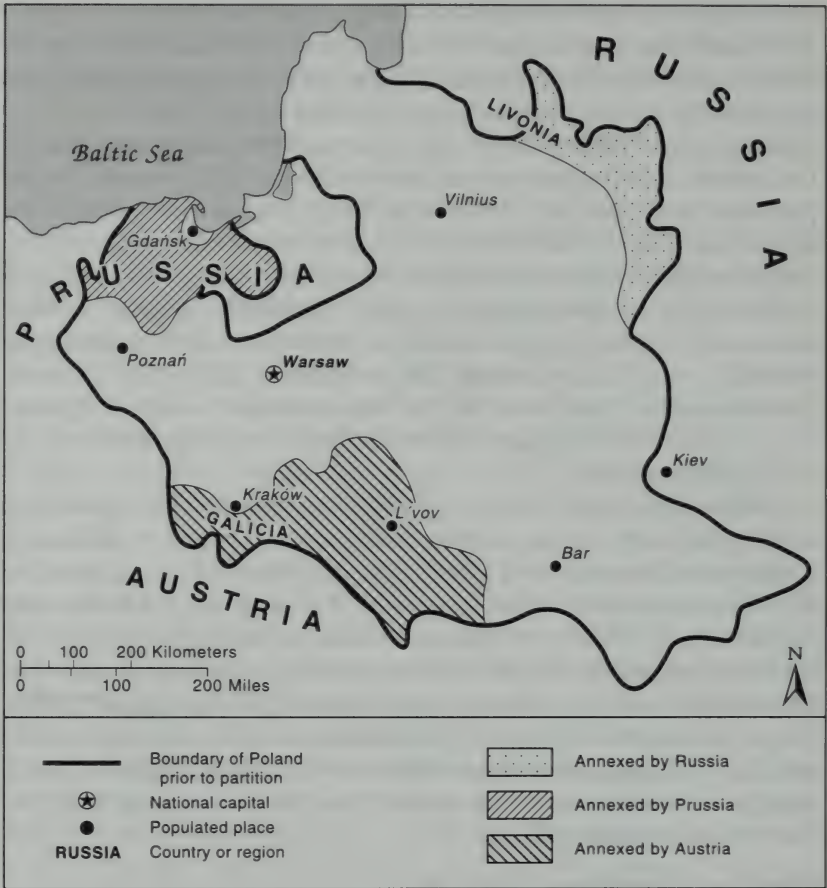 RUSSIA
LIVONIA
Baltic Sea
Vilnius
Gdańsk
PRUSSIA
Poznań
Warsaw
Kiev
Kraków
L'vov
GALICIA
Bar
AUSTRIA
0 100 200 Kilometers
0 100 200 Miles
N
Boundary of Poland
prior to partition
National capital
Populated place
RUSSIA Country or region
Annexed by Russia
Annexed by Prussia
Annexed by Austria